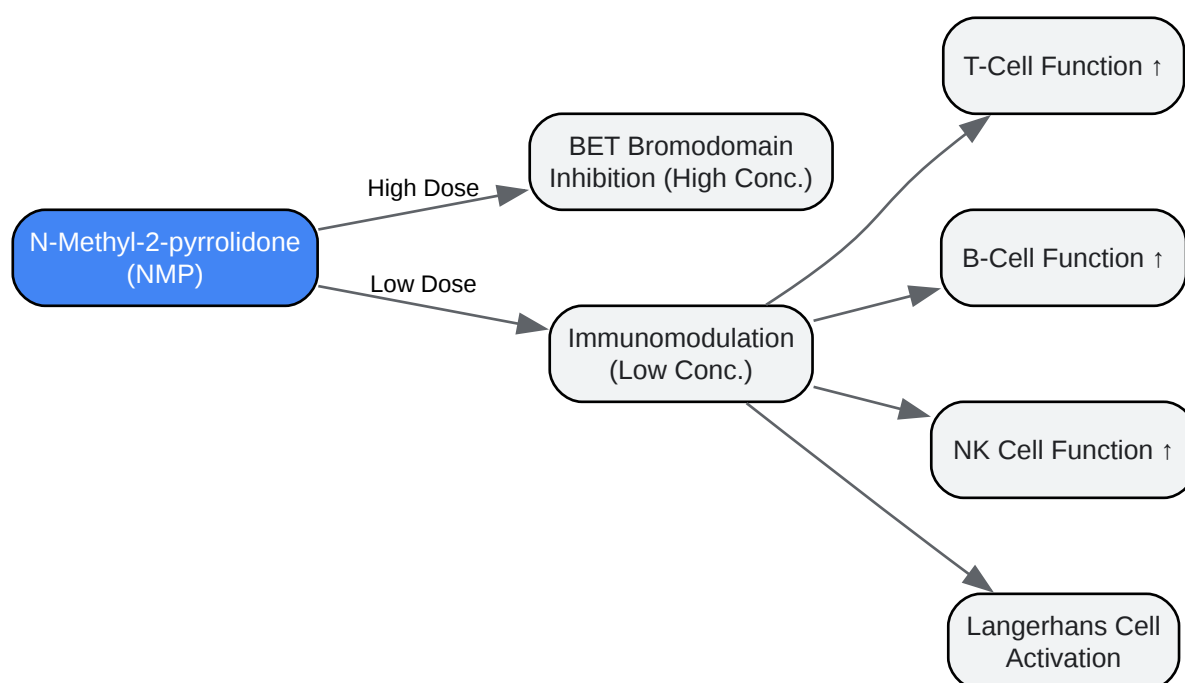 N-Methyl-2-pyrrolidone
(NMP)
High Dose
Low Dose
BET Bromodomain
Inhibition (High Conc.)
Immunomodulation
(Low Conc.)
T-Cell Function ↑
B-Cell Function ↑
NK Cell Function ↑
Langerhans Cell
Activation